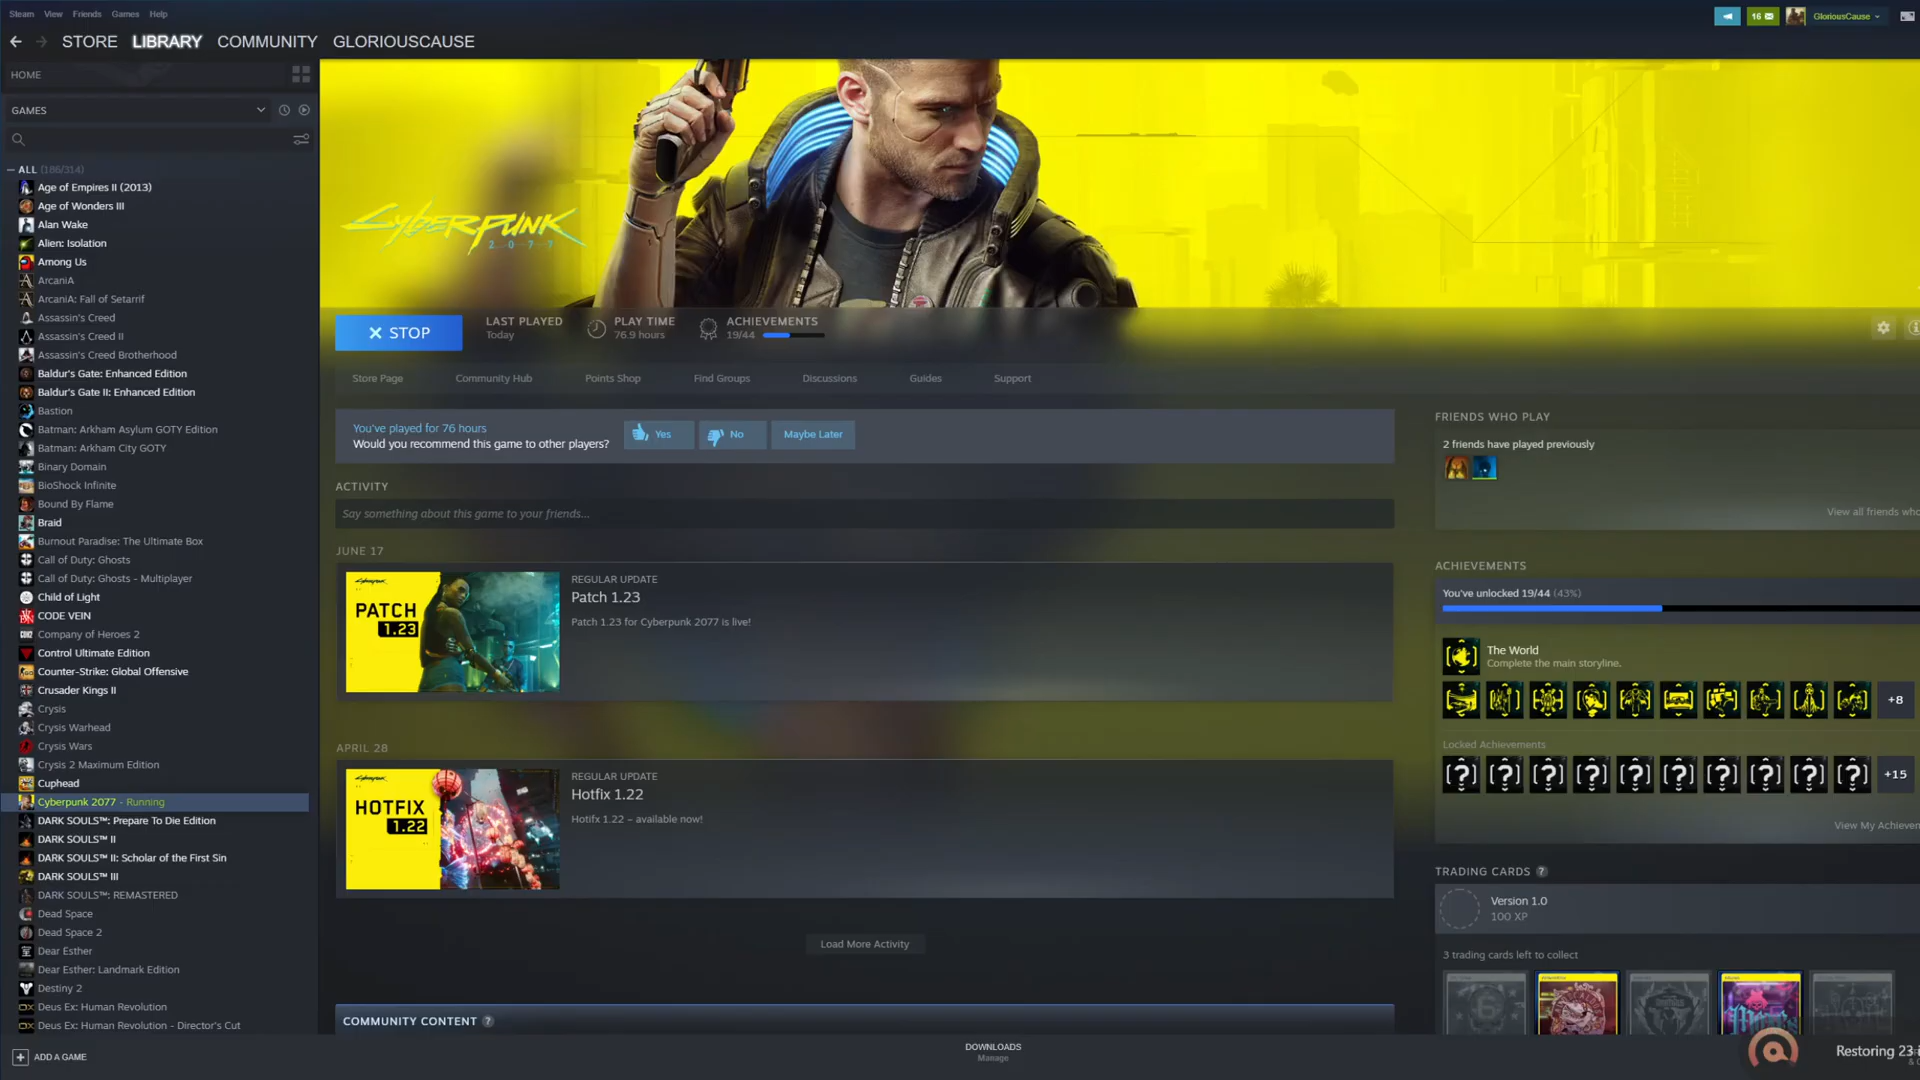 Steam View Friends Games Help
16 GloriousCause
STORE LIBRARY COMMUNITY GLORIOUSCAUSE
HOME
GAMES
ALL (186/314)
Age of Empires II (2013)
Age of Wonders III
Alan Wake
Alien: Isolation
Among Us
ArcaniA
ArcaniA: Fall of Setarrif
Assassin's Creed
Assassin's Creed II
Assassin's Creed Brotherhood
Baldur's Gate: Enhanced Edition
Baldur's Gate II: Enhanced Edition
Bastion
Batman: Arkham Asylum GOTY Edition
Batman: Arkham City GOTY
Binary Domain
BioShock Infinite
Bound By Flame
Braid
Burnout Paradise: The Ultimate Box
Call of Duty: Ghosts
Call of Duty: Ghosts - Multiplayer
Child of Light
CODE VEIN
Company of Heroes 2
Control Ultimate Edition
Counter-Strike: Global Offensive
Crusader Kings II
Crysis
Crysis Warhead
Crysis Wars
Crysis 2 Maximum Edition
Cuphead
Cyberpunk 2077 - Running
DARK SOULS™: Prepare To Die Edition
DARK SOULS™ II
DARK SOULS™ II: Scholar of the First Sin
DARK SOULS™ III
DARK SOULS™: REMASTERED
Dead Space
Dead Space 2
Dear Esther
Dear Esther: Landmark Edition
Destiny 2
Deus Ex: Human Revolution
Deus Ex: Human Revolution - Director's Cut
ADD A GAME
Cyberpunk
2077
STOP
LAST PLAYED
Today
PLAY TIME
76.9 hours
ACHIEVEMENTS
19/44
Store Page Community Hub Points Shop Find Groups Discussions Guides Support
You've played for 76 hours
Would you recommend this game to other players?
Yes No Maybe Later
ACTIVITY
Say something about this game to your friends...
JUNE 17
Cyberpunk
PATCH
1.23
REGULAR UPDATE
Patch 1.23
Patch 1.23 for Cyberpunk 2077 is live!
APRIL 28
Cyberpunk
HOTFIX
1.22
REGULAR UPDATE
Hotfix 1.22
Hotifx 1.22 – available now!
Load More Activity
COMMUNITY CONTENT ?
FRIENDS WHO PLAY
2 friends have played previously
View all friends who
ACHIEVEMENTS
You've unlocked 19/44 (43%)
The World
Complete the main storyline.
+8
Locked Achievements
+15
View My Achieven
TRADING CARDS ?
Version 1.0
100 XP
3 trading cards left to collect
DOWNLOADS
Manage
Restoring 23 i